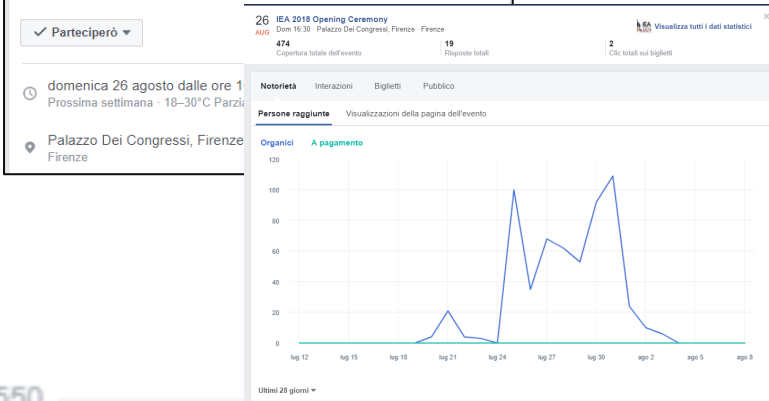 Parteciperò
domenica 26 agosto dalle ore 1
Prossima settimana · 18–30°C Parzia
Palazzo Dei Congressi, Firenze
Firenze
26
AUG
IEA 2018 Opening Ceremony
Dom 16:30 · Palazzo Dei Congressi, Firenze · Firenze
IEA
Visualizza tutti i dati statistici
474
Copertura totale dell'evento
19
Risposte totali
2
Clic totali sui biglietti
Notorietà Interazioni Biglietti Pubblico
Persone raggiunte Visualizzazioni della pagina dell'evento
Organici A pagamento
120
100
80
60
40
20
0
lug 12 lug 15 lug 18 lug 21 lug 24 lug 27 lug 30 ago 2 ago 5 ago 8
Ultimi 28 giorni
550